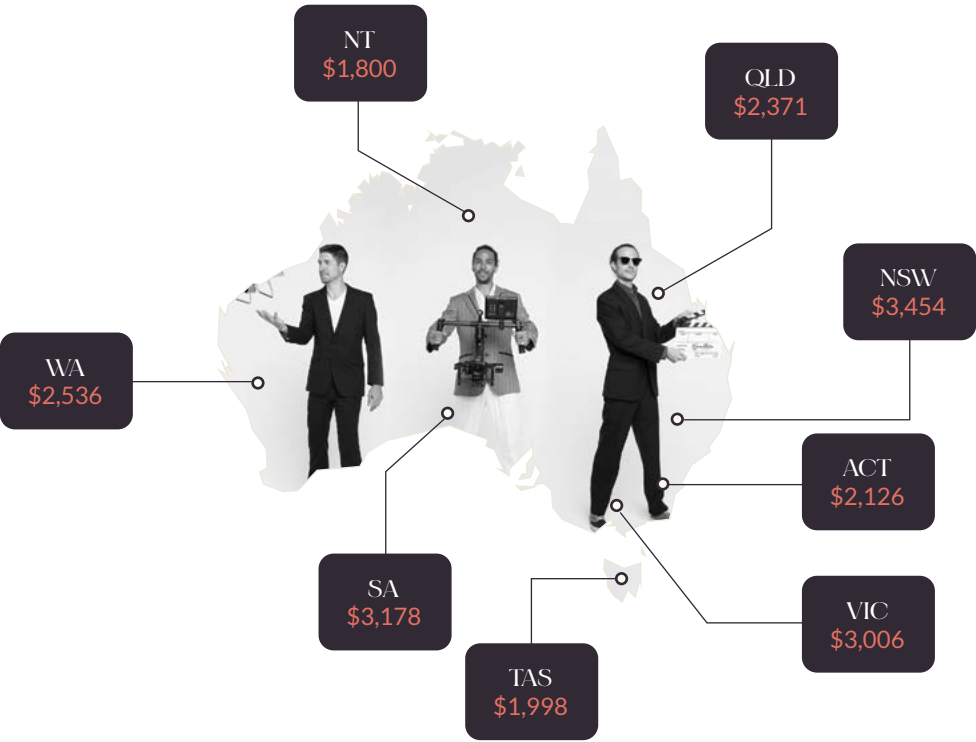 NT
$1,800
QLD
$2,371
NSW
$3,454
WA
$2,536
ACT
$2,126
SA
$3,178
VIC
$3,006
TAS
$1,998